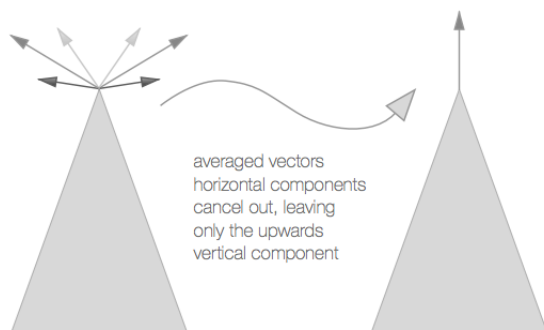 averaged vectors
horizontal components
cancel out, leaving
only the upwards
vertical component